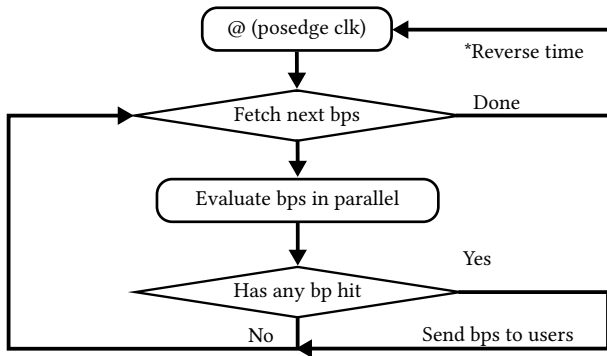 @ (posedge clk)
*Reverse time
Fetch next bps
Done
Evaluate bps in parallel
Yes
Has any bp hit
No
Send bps to users